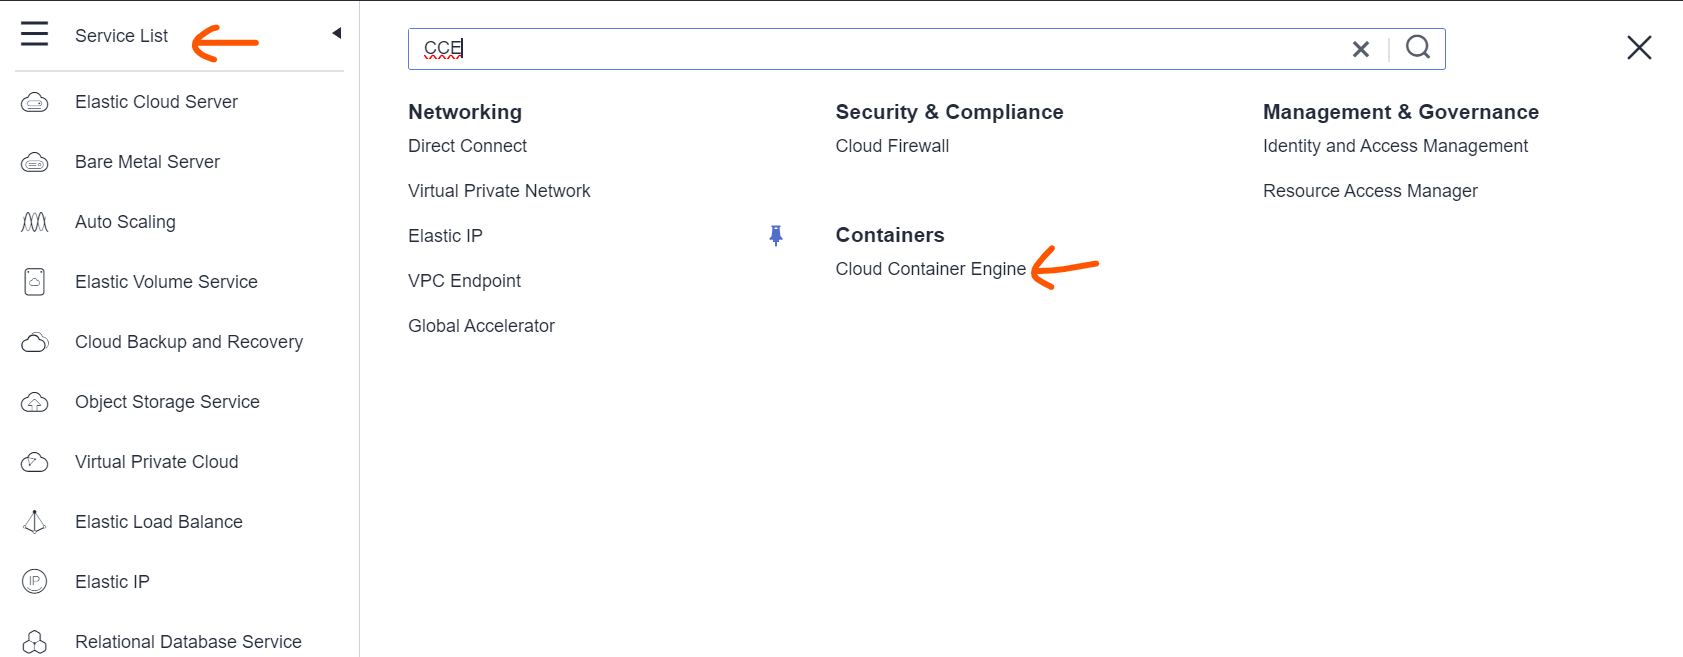 Service List
Elastic Cloud Server
Bare Metal Server
Auto Scaling
Elastic Volume Service
Cloud Backup and Recovery
Object Storage Service
Virtual Private Cloud
Elastic Load Balance
IP
Elastic IP
Relational Database Service
CCE
Networking
Direct Connect
Virtual Private Network
Elastic IP
VPC Endpoint
Global Accelerator
Security & Compliance
Cloud Firewall
Containers
Cloud Container Engine
Management & Governance
Identity and Access Management
Resource Access Manager